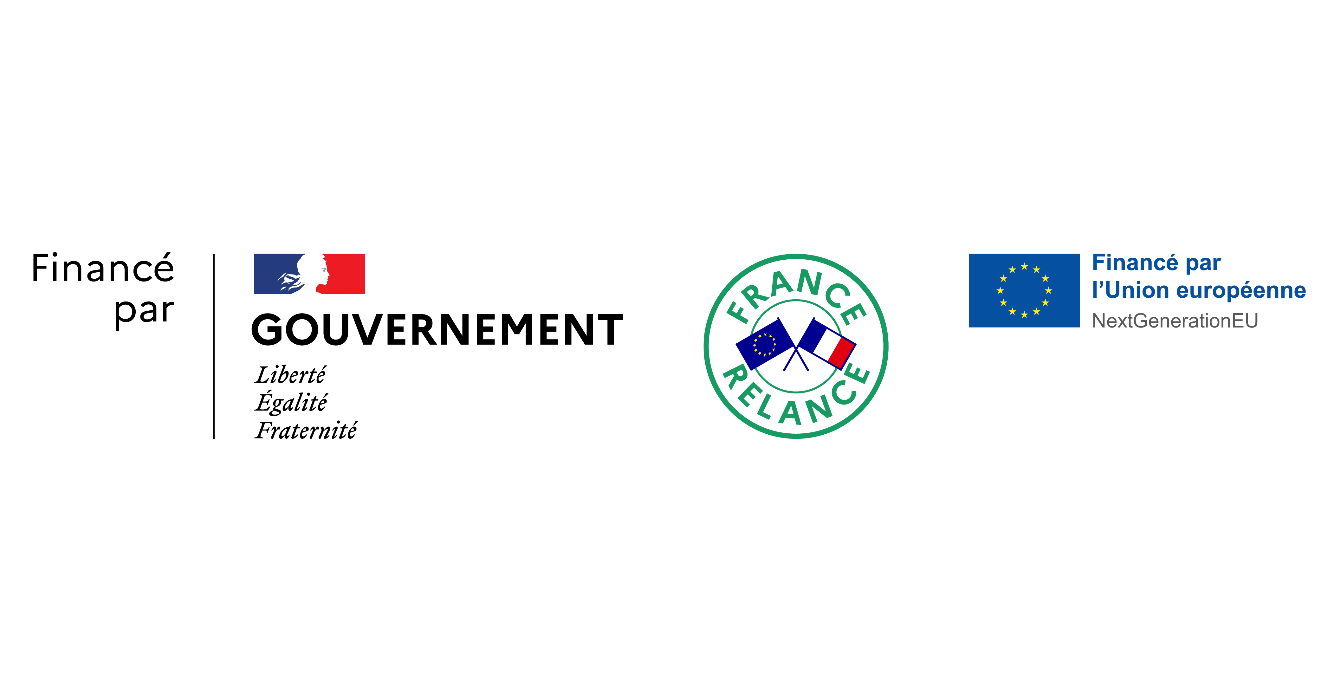 Financé
par
GOUVERNEMENT
Liberté
Égalité
Fraternité
FRANCE
RELANCE
Financé par
l’Union européenne
NextGenerationEU